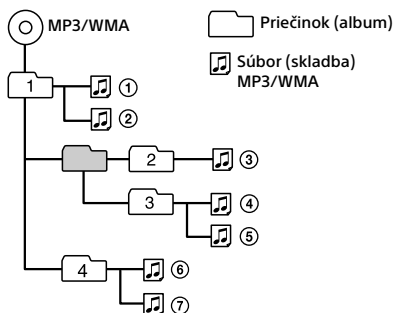 MP3/WMA
Priečinok (album)
Súbor (skladba)
MP3/WMA
1
①
②
2
③
3
④
⑤
4
⑥
⑦